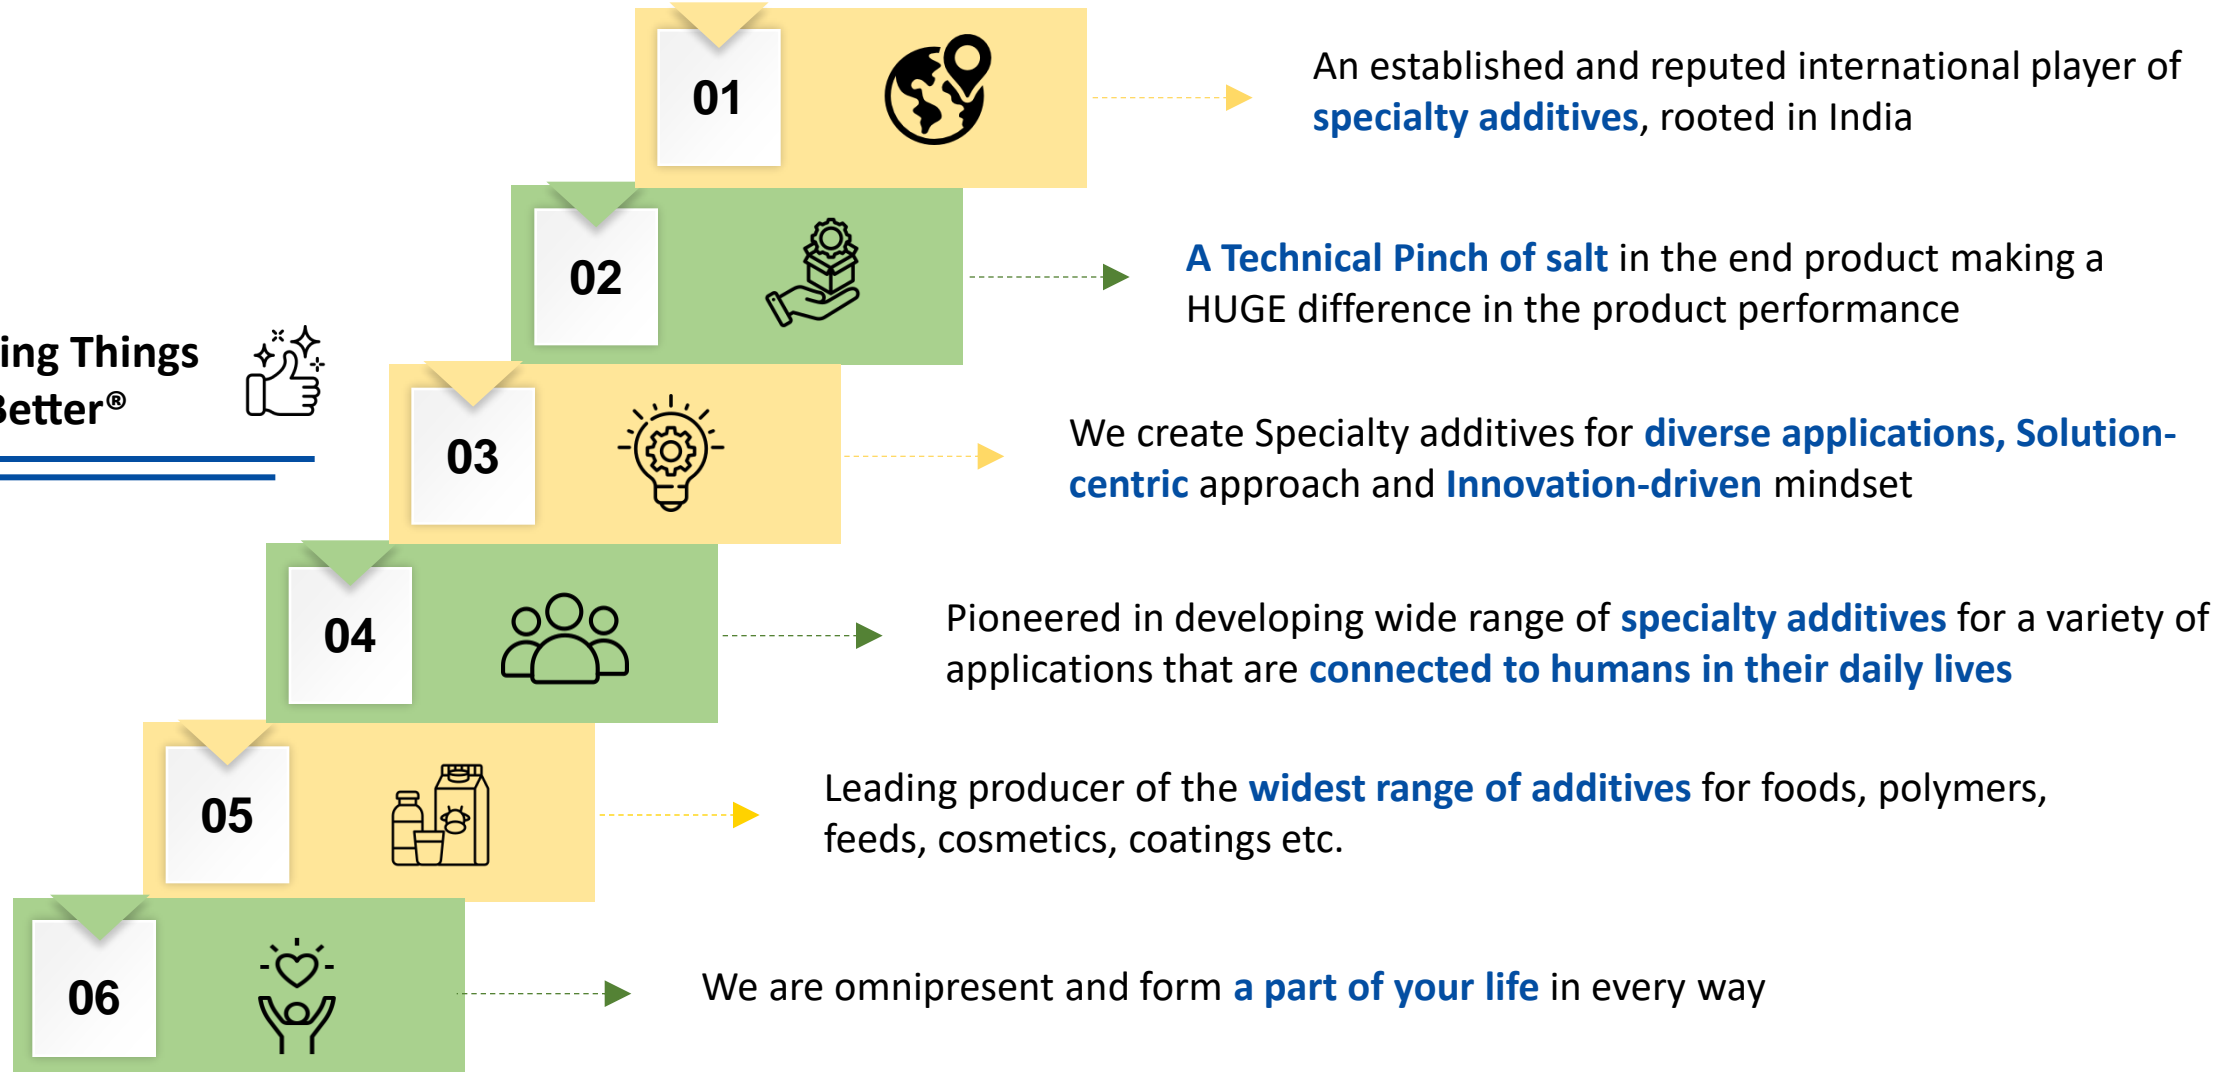 01
An established and reputed international player of
specialty additives, rooted in India
02
A Technical Pinch of salt in the end product making a
HUGE difference in the product performance
ing Things
Better®
03
We create Specialty additives for diverse applications, Solution-
centric approach and Innovation-driven mindset
04
Pioneered in developing wide range of specialty additives for a variety of
applications that are connected to humans in their daily lives
05
Leading producer of the widest range of additives for foods, polymers,
feeds, cosmetics, coatings etc.
06
We are omnipresent and form a part of your life in every way